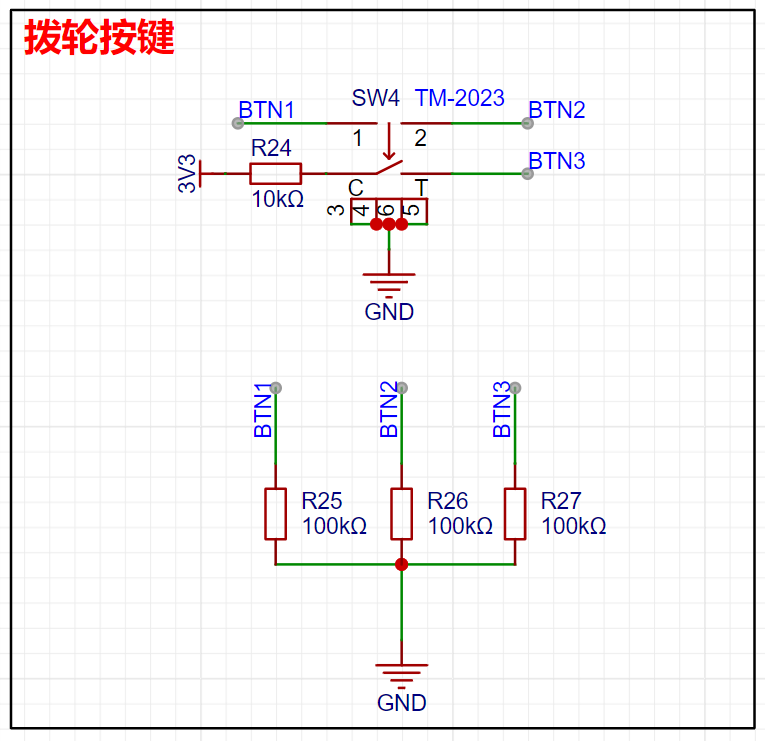 拨轮按键
SW4 TM-2023
BTN1
BTN2
1
2
R24
BTN3
3V3
10kΩ
C
T
3
4
6
5
GND
BTN1
BTN2
BTN3
R25
R26
R27
100kΩ
100kΩ
100kΩ
GND